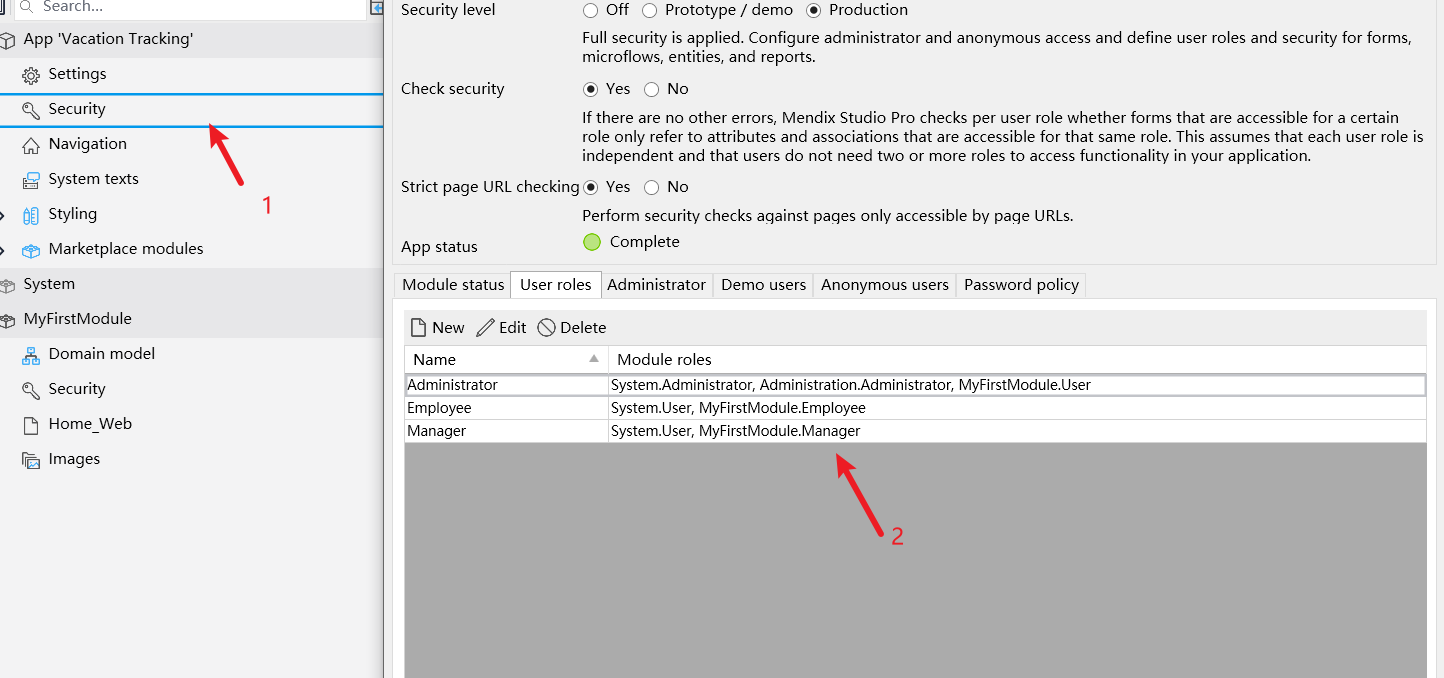 Search...
App 'Vacation Tracking'
Settings
Security
Navigation
System texts
Styling
Marketplace modules
System
MyFirstModule
Domain model
Security
Home_Web
Images
1
Security level
Off Prototype / demo Production
Full security is applied. Configure administrator and anonymous access and define user roles and security for forms,
microflows, entities, and reports.
Check security
Yes No
If there are no other errors, Mendix Studio Pro checks per user role whether forms that are accessible for a certain
role only refer to attributes and associations that are accessible for that same role. This assumes that each user role is
independent and that users do not need two or more roles to access functionality in your application.
Strict page URL checking Yes No
Perform security checks against pages only accessible by page URLs.
App status Complete
Module status User roles Administrator Demo users Anonymous users Password policy
New Edit Delete
Name Module roles
Administrator System.Administrator, Administration.Administrator, MyFirstModule.User
Employee System.User, MyFirstModule.Employee
Manager System.User, MyFirstModule.Manager
2